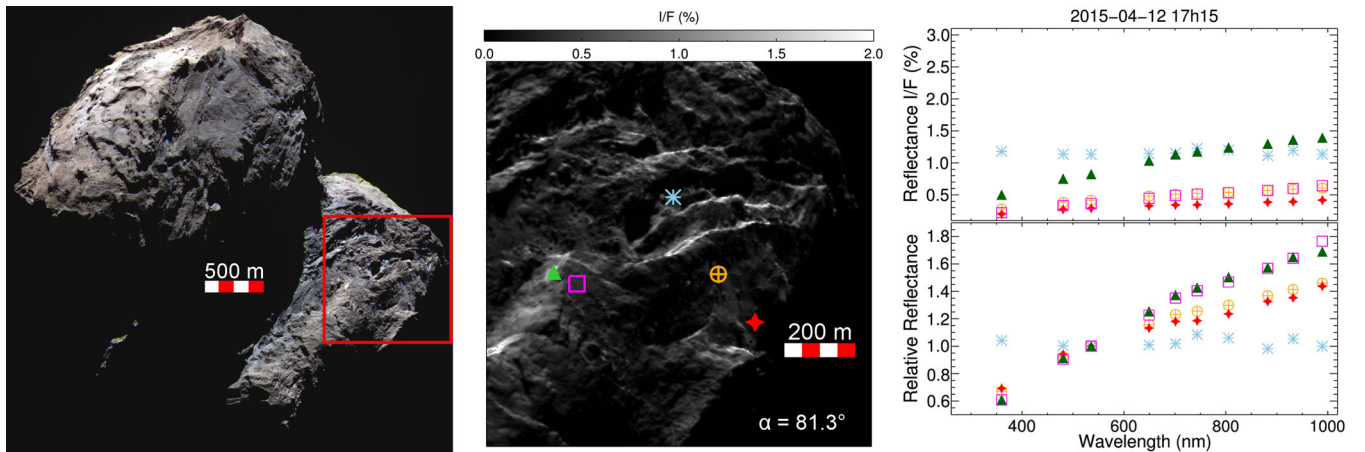 500 m
I/F (%)
0.0 0.5 1.0 1.5 2.0
200 m
α = 81.3°
2015−04−12 17h15
Reflectance I/F (%)
3.0
2.5
2.0
1.5
1.0
0.5
Relative Reflectance
1.8
1.6
1.4
1.2
1.0
0.8
0.6
400 600 800 1000
Wavelength (nm)